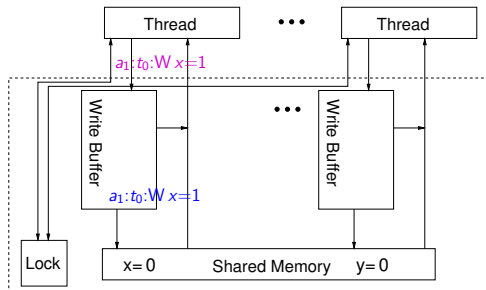 Thread
Thread
a₁:t₀:W x=1
Write Buffer
Write Buffer
a₁:t₀:W x=1
Lock
x= 0
Shared Memory
y= 0